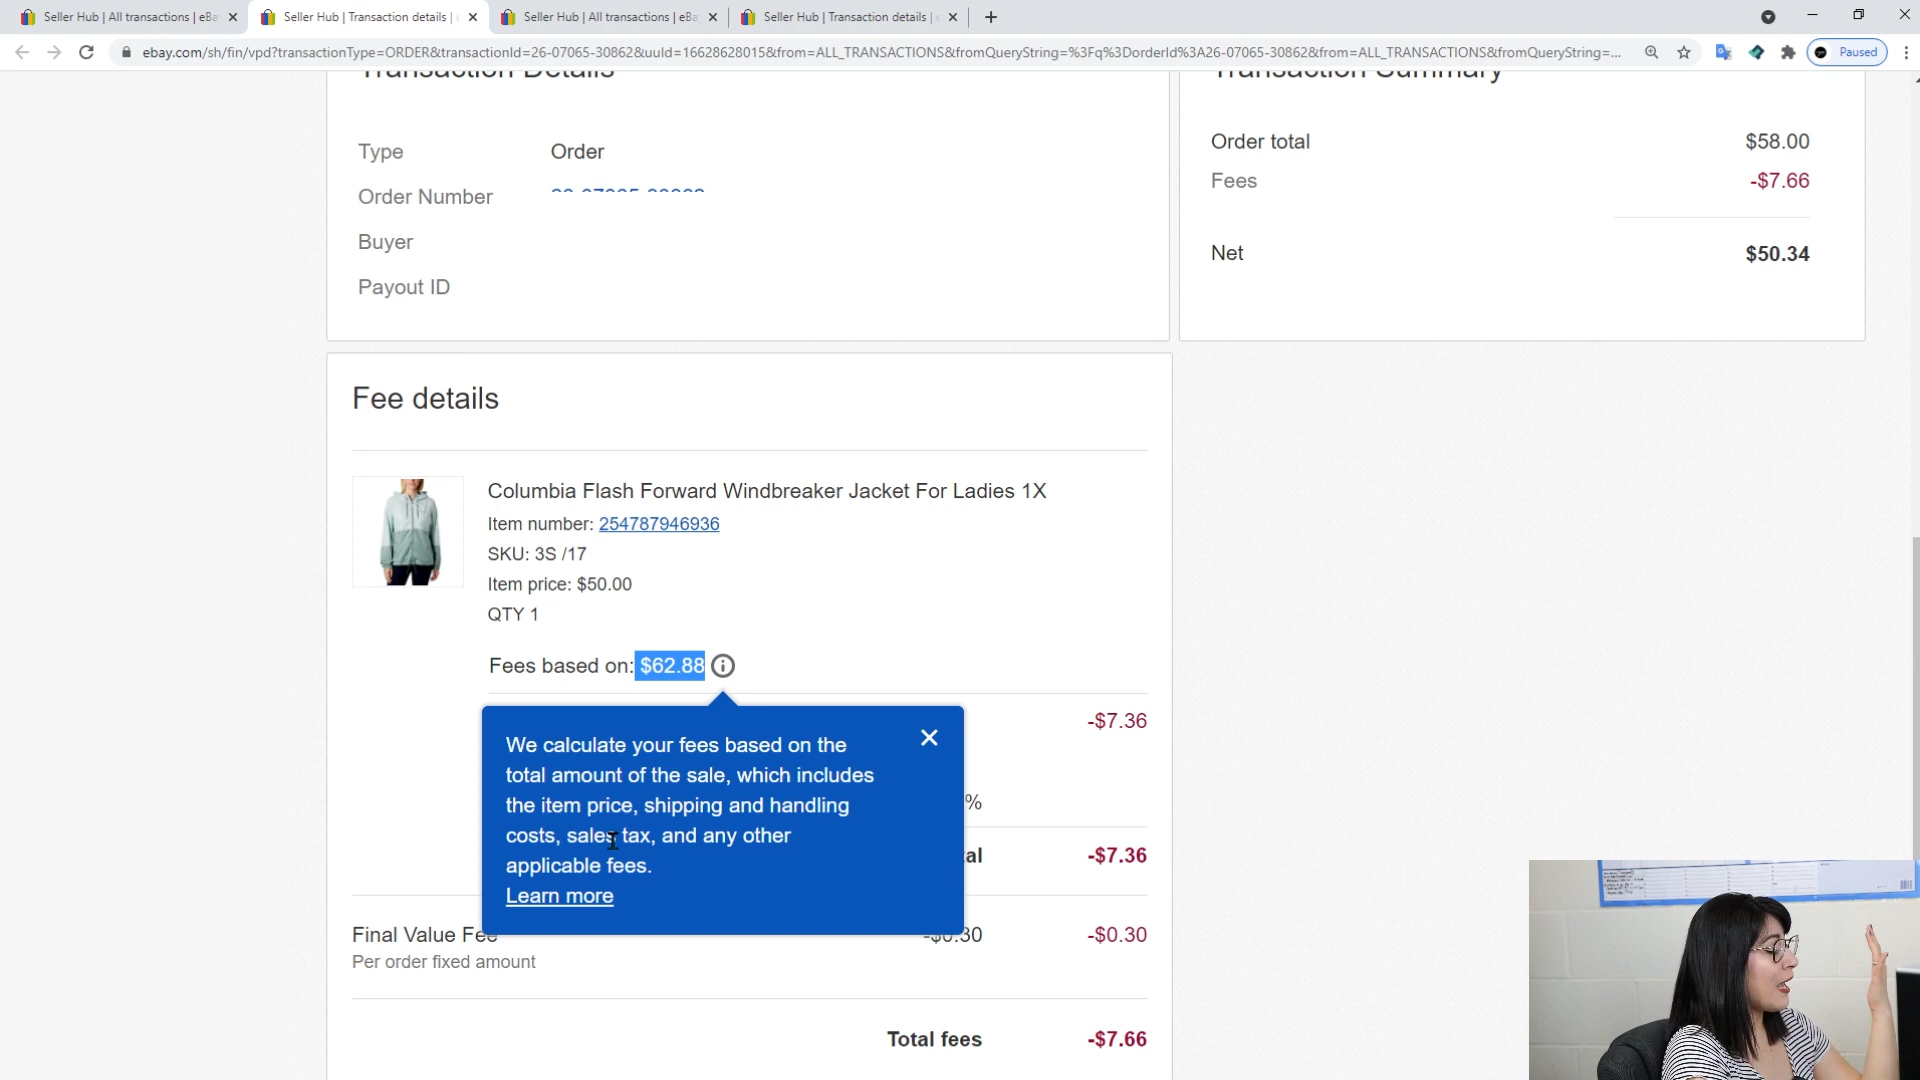 Seller Hub | All transactions | eBa
Seller Hub | Transaction details |
Seller Hub | All transactions | eBa
Seller Hub | Transaction details |
ebay.com/sh/fin/vpd?transactionType=ORDER&transactionId=26-07065-30862&uuId=16628628015&from=ALL_TRANSACTIONS&fromQueryString=%3Fq%3DorderId%3A26-07065-30862&from=ALL_TRANSACTIONS&fromQueryString=...
Paused
Transaction Details
Type Order
Order Number
Buyer
Payout ID
Transaction Summary
Order total $58.00
Fees -$7.66
Net $50.34
Fee details
Columbia Flash Forward Windbreaker Jacket For Ladies 1X
Item number: 254787946936
SKU: 3S /17
Item price: $50.00
QTY 1
Fees based on: $62.88
-$7.36
We calculate your fees based on the
total amount of the sale, which includes
the item price, shipping and handling
costs, sales tax, and any other
applicable fees.
Learn more
%
al -$7.36
Final Value Fee -$0.30 -$0.30
Per order fixed amount
Total fees -$7.66